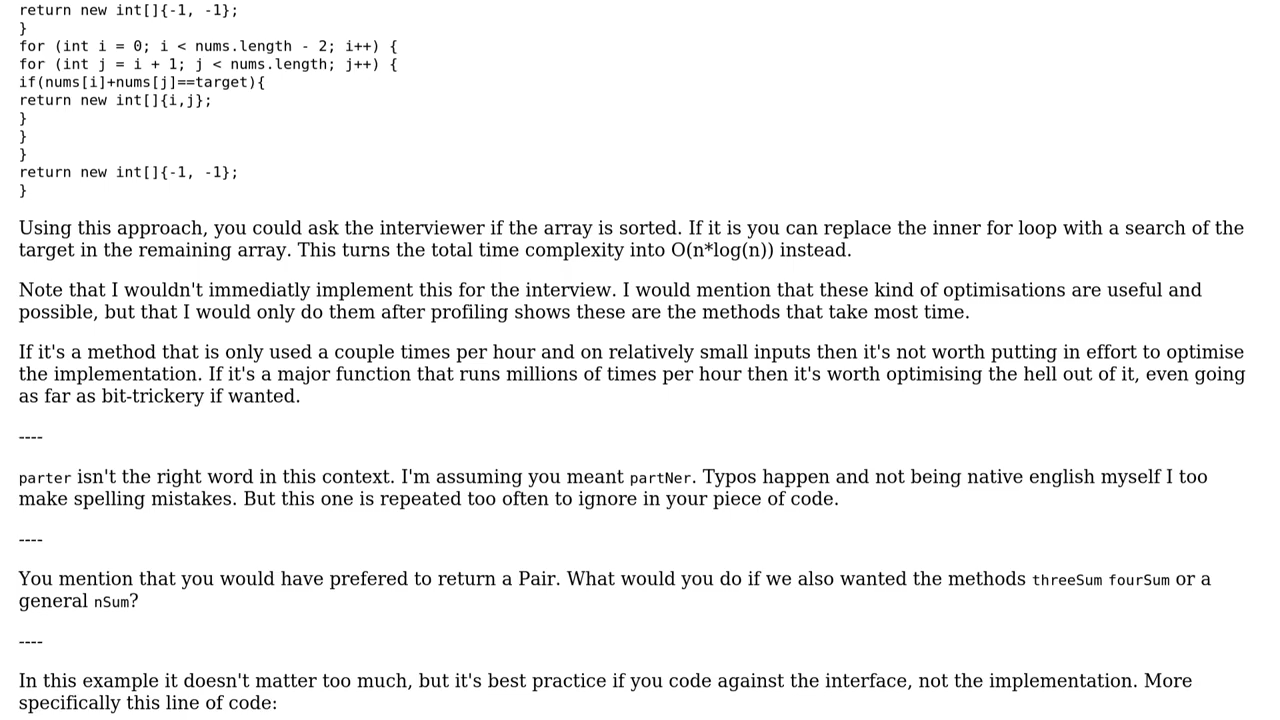 return new int[]{-1, -1};
}
for (int i = 0; i < nums.length - 2; i++) {
for (int j = i + 1; j < nums.length; j++) {
if(nums[i]+nums[j]==target){
return new int[]{i,j};
}
}
}
return new int[]{-1, -1};
}
Using this approach, you could ask the interviewer if the array is sorted. If it is you can replace the inner for loop with a search of the
target in the remaining array. This turns the total time complexity into O(n*log(n)) instead.
Note that I wouldn't immediatly implement this for the interview. I would mention that these kind of optimisations are useful and
possible, but that I would only do them after profiling shows these are the methods that take most time.
If it's a method that is only used a couple times per hour and on relatively small inputs then it's not worth putting in effort to optimise
the implementation. If it's a major function that runs millions of times per hour then it's worth optimising the hell out of it, even going
as far as bit-trickery if wanted.
----
parter isn't the right word in this context. I'm assuming you meant partNer. Typos happen and not being native english myself I too
make spelling mistakes. But this one is repeated too often to ignore in your piece of code.
----
You mention that you would have prefered to return a Pair. What would you do if we also wanted the methods threeSum fourSum or a
general nSum?
----
In this example it doesn't matter too much, but it's best practice if you code against the interface, not the implementation. More
specifically this line of code: